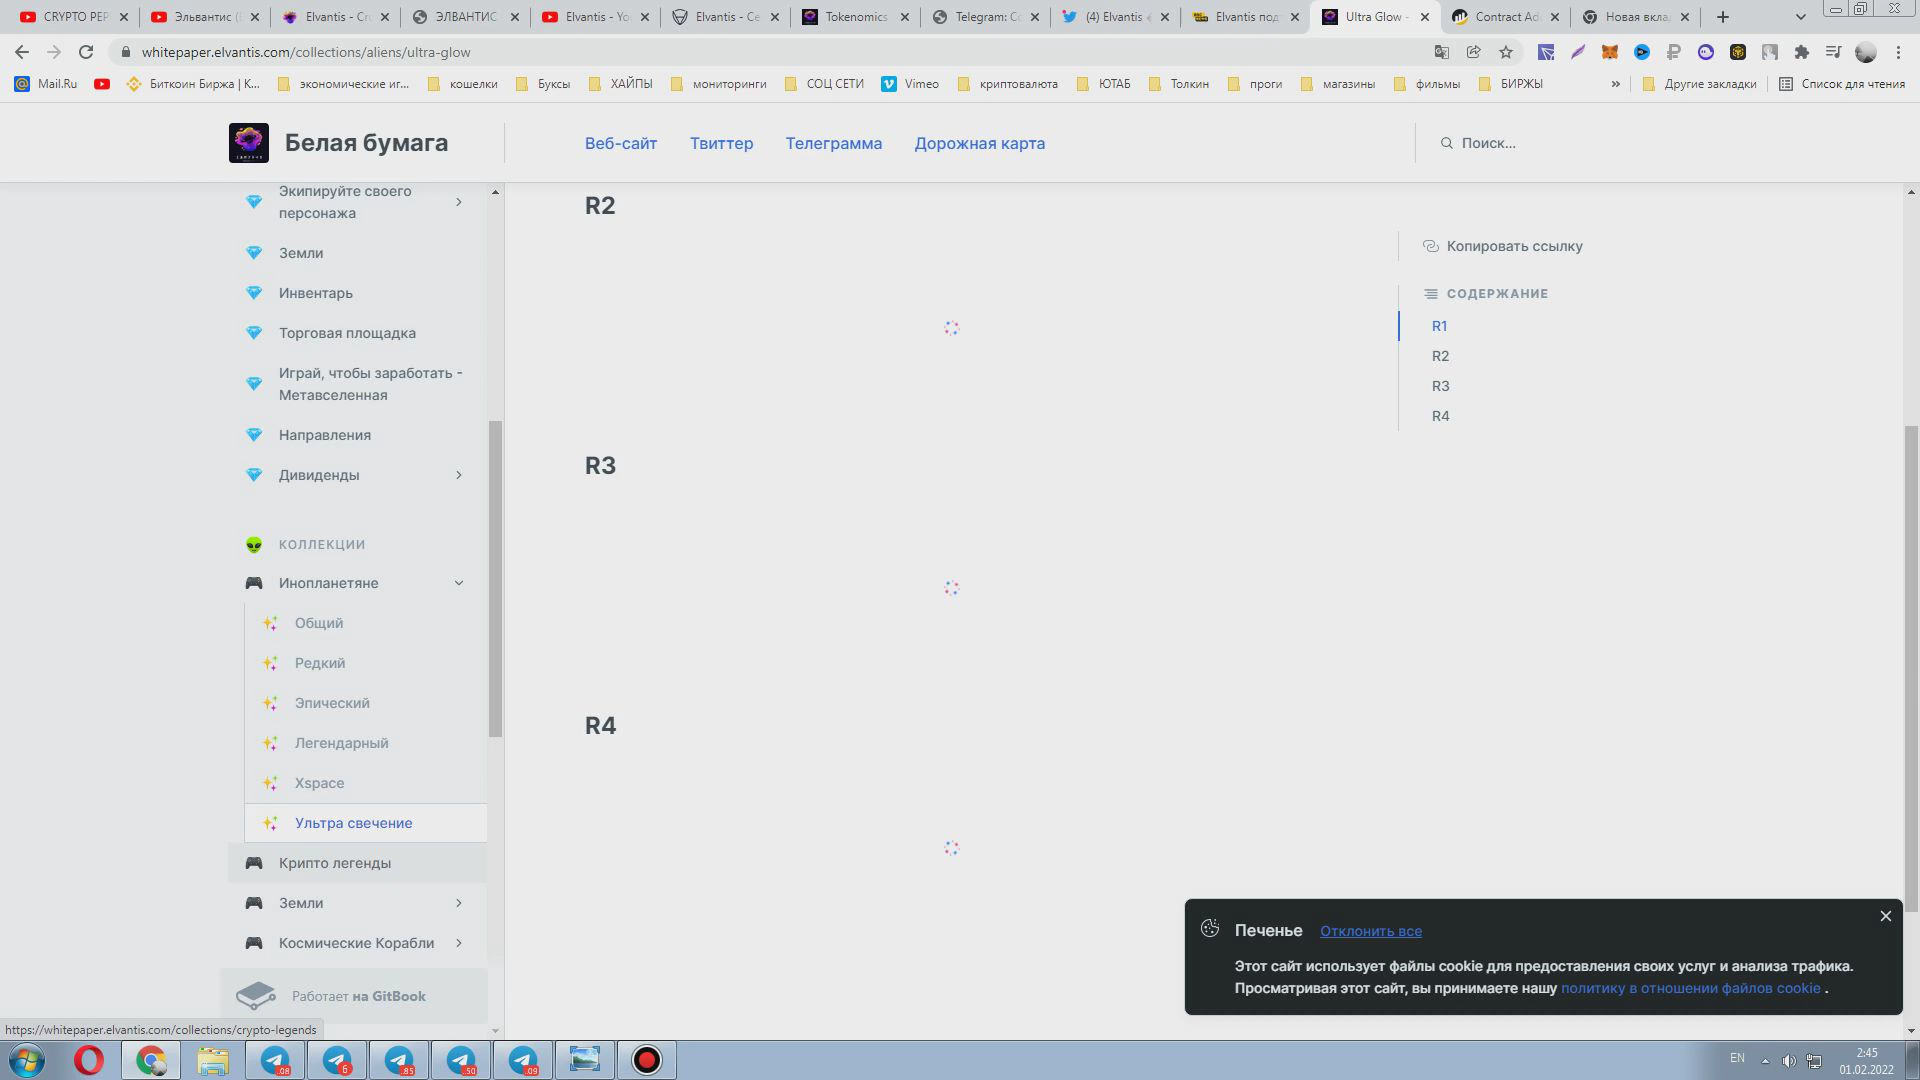 CRYPTO PEP
Эльвантис (
Elvantis - Cr
ЭЛВАНТИС
Elvantis - Yo
Elvantis - Ce
Tokenomics
Telegram: Co
(4) Elvantis
Elvantis под
Ultra Glow -
Contract Ad
Новая вкла
whitepaper.elvantis.com/collections/aliens/ultra-glow
Mail.Ru
Биткоин Биржа | К...
экономические иг...
кошелки
Буксы
ХАЙПЫ
мониторинги
СОЦ СЕТИ
Vimeo
криптовалюта
ЮТАБ
Толкин
проги
магазины
фильмы
БИРЖЫ
»
Другие закладки
Список для чтения
Белая бумага
Веб-сайт
Твиттер
Телеграмма
Дорожная карта
Поиск...
Экипируйте своего
персонажа
Земли
Инвентарь
Торговая площадка
Играй, чтобы заработать -
Метавселенная
Направления
Дивиденды
КОЛЛЕКЦИИ
Инопланетяне
Общий
Редкий
Эпический
Легендарный
Xspace
Ультра свечение
Крипто легенды
Земли
Космические Корабли
Работает на GitBook
https://whitepaper.elvantis.com/collections/crypto-legends
R2
R3
R4
Копировать ссылку
СОДЕРЖАНИЕ
R1
R2
R3
R4
Печенье Отклонить все
Этот сайт использует файлы cookie для предоставления своих услуг и анализа трафика.
Просматривая этот сайт, вы принимаете нашу политику в отношении файлов cookie .
.08
6
.85
.50
.09
EN
2:45
01.02.2022